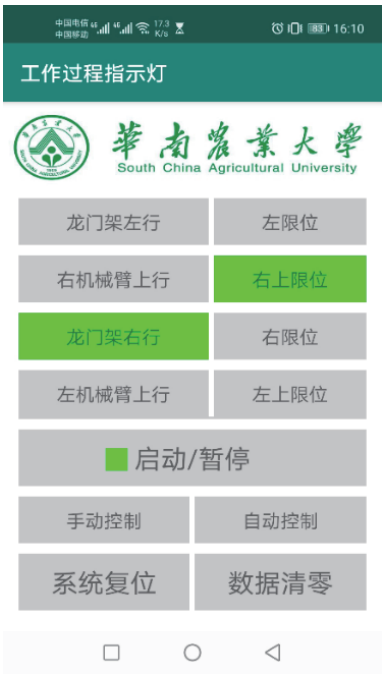 中国电信 46 46 17.3 83 16:10
中国移动 K/s
工作过程指示灯
華南農業大學
South China Agricultural University
龙门架左行 左限位
右机械臂上行 右上限位
龙门架右行 右限位
左机械臂上行 左上限位
启动/暂停
手动控制 自动控制
系统复位 数据清零